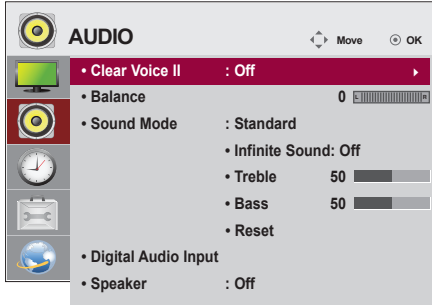 AUDIO Move OK
• Clear Voice II : Off
• Balance 0 L R
• Sound Mode : Standard
• Infinite Sound: Off
• Treble 50
• Bass 50
• Reset
• Digital Audio Input
• Speaker : Off